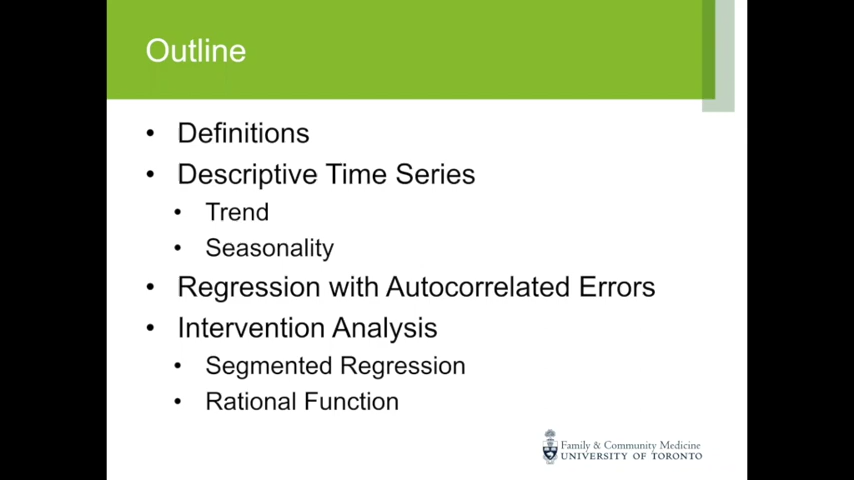 Outline
• Definitions
• Descriptive Time Series
• Trend
• Seasonality
• Regression with Autocorrelated Errors
• Intervention Analysis
• Segmented Regression
• Rational Function
Family & Community Medicine
UNIVERSITY OF TORONTO